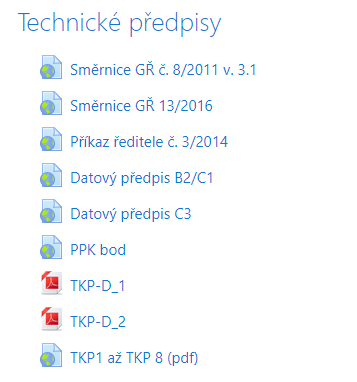 Technické předpisy
Směrnice GŘ č. 8/2011 v. 3.1
Směrnice GŘ 13/2016
Příkaz ředitele č. 3/2014
Datový předpis B2/C1
Datový předpis C3
PPK bod
TKP-D_1
TKP-D_2
TKP1 až TKP 8 (pdf)